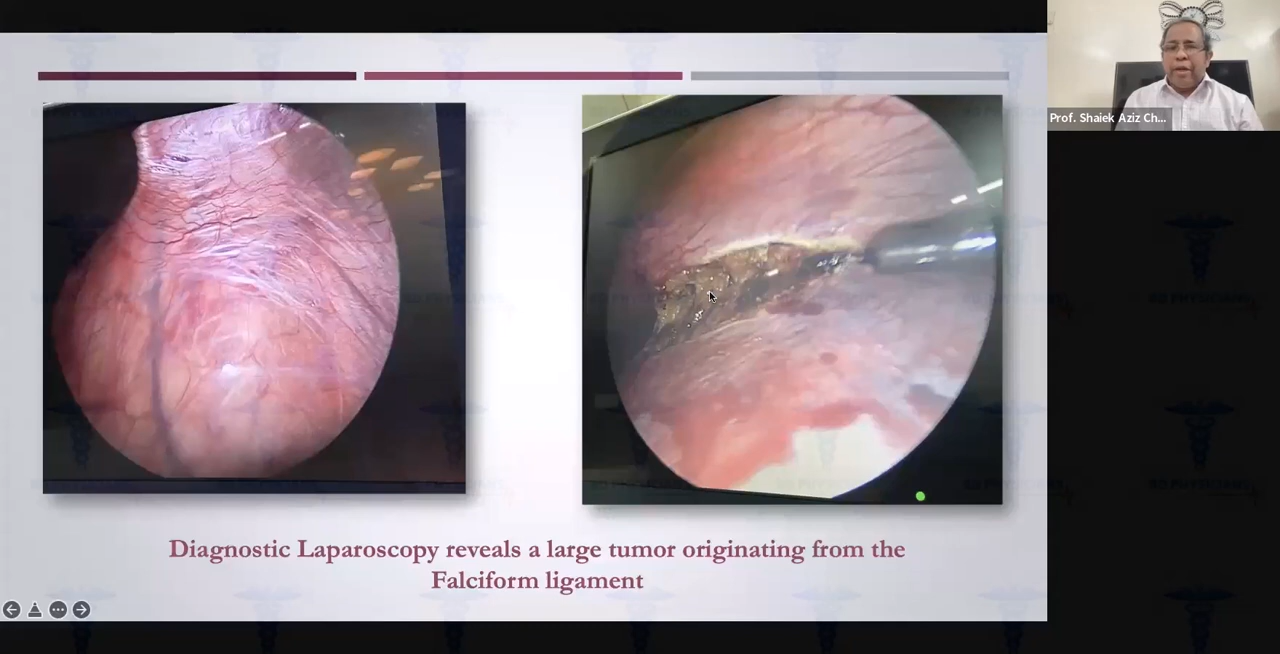 Prof. Shaiek Aziz Ch...
Diagnostic Laparoscopy reveals a large tumor originating from the
Falciform ligament